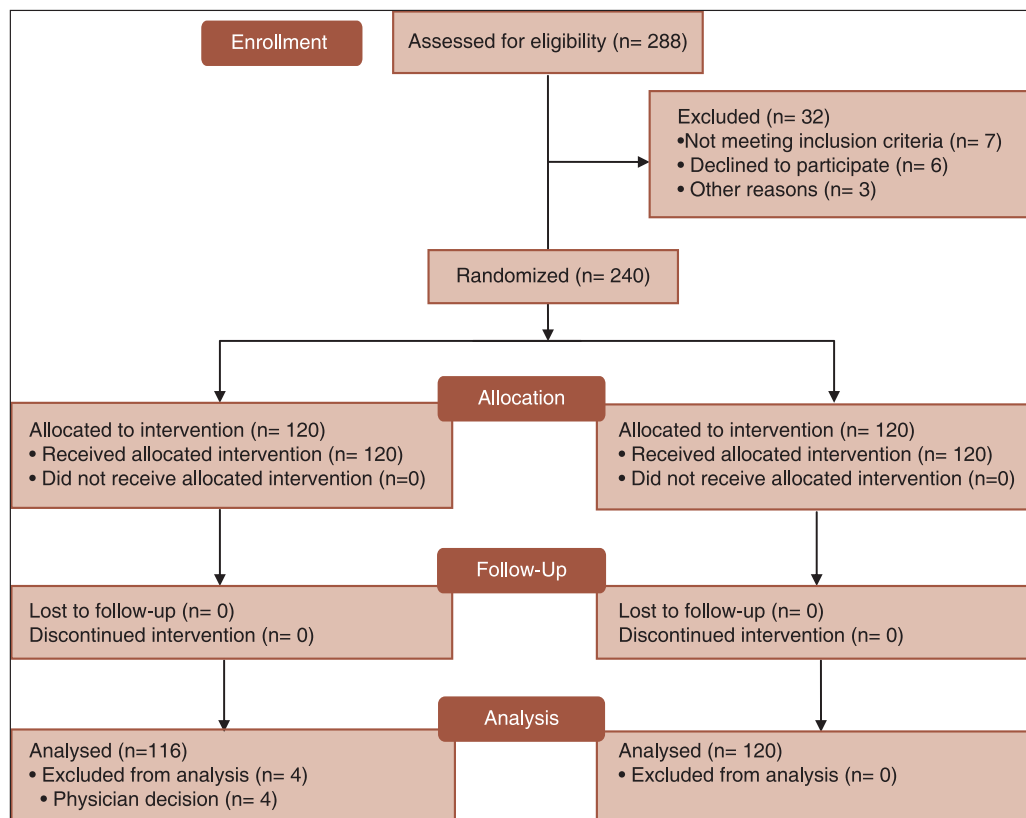 Enrollment
Assessed for eligibility (n= 288)
Excluded (n= 32)
•Not meeting inclusion criteria (n= 7)
• Declined to participate (n= 6)
• Other reasons (n= 3)
Randomized (n= 240)
Allocation
Allocated to intervention (n= 120)
• Received allocated intervention (n= 120)
• Did not receive allocated intervention (n=0)
Allocated to intervention (n= 120)
• Received allocated intervention (n= 120)
• Did not receive allocated intervention (n=0)
Follow-Up
Lost to follow-up (n= 0)
Discontinued intervention (n= 0)
Lost to follow-up (n= 0)
Discontinued intervention (n= 0)
Analysis
Analysed (n=116)
• Excluded from analysis (n= 4)
• Physician decision (n= 4)
Analysed (n= 120)
• Excluded from analysis (n= 0)